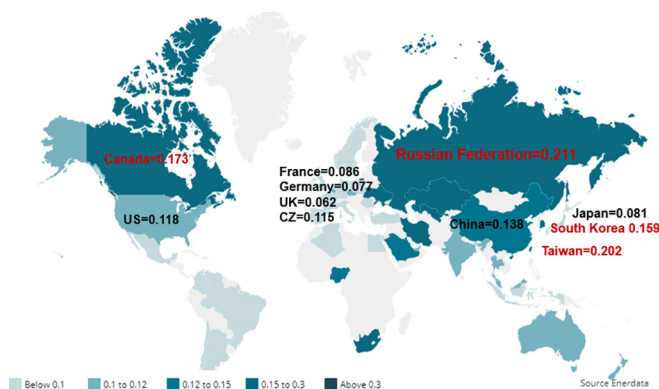 Canada=0.173
Russian Federation=0.211
France=0.086
Germany=0.077
UK=0.062
CZ=0.115
US=0.118
China=0.138
Japan=0.081
South Korea 0.159
Taiwan=0.202
Below 0.1 0.1 to 0.12 0.12 to 0.15 0.15 to 0.3 Above 0.3 Source Enerdata